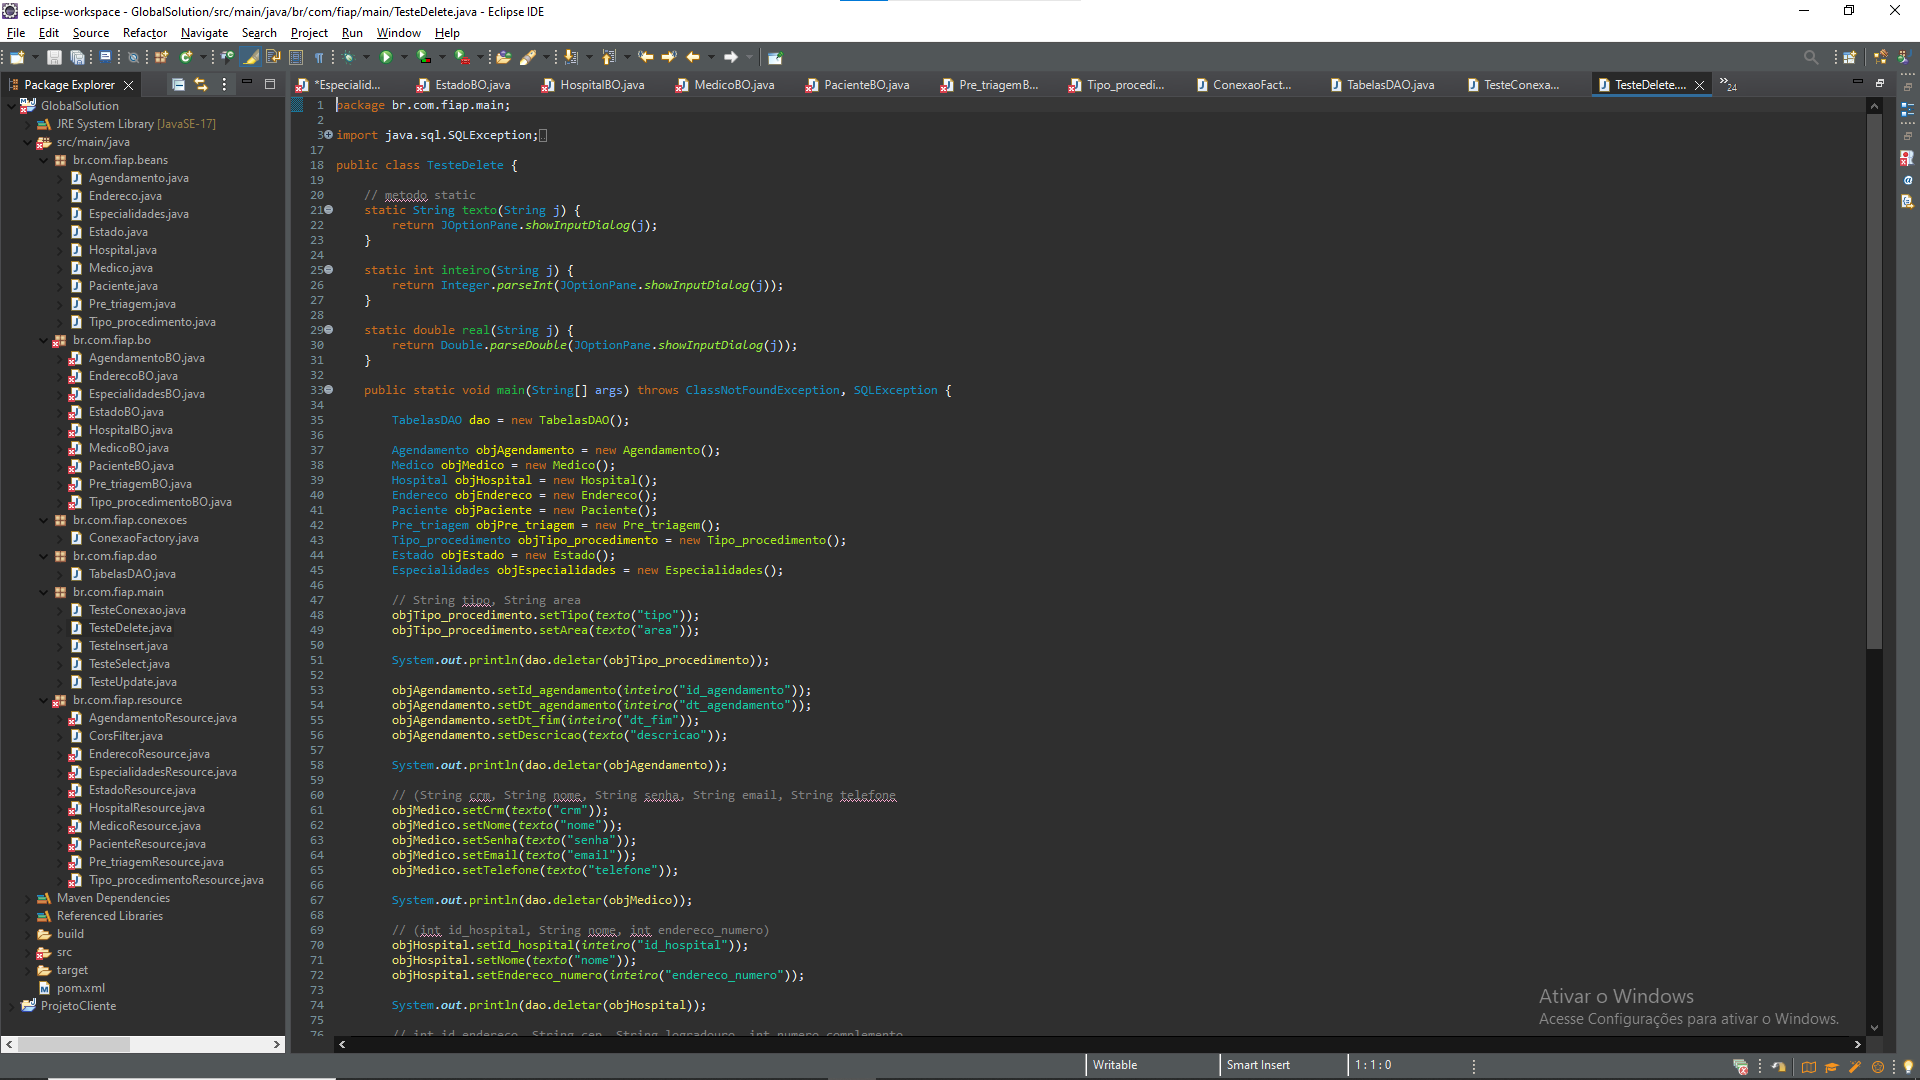 eclipse-workspace - GlobalSolution/src/main/java/br/com/fiap/main/TesteDelete.java - Eclipse IDE
File Edit Source Refactor Navigate Search Project Run Window Help
Package Explorer
*Especialid... EstadoBO.java HospitalBO.java MedicoBO.java PacienteBO.java Pre_triagemB... Tipo_procedi... ConexaoFact... TabelasDAO.java TesteConexa... TesteDelete.... 24
GlobalSolution
JRE System Library [JavaSE-17]
src/main/java
br.com.fiap.beans
Agendamento.java
Endereco.java
Especialidades.java
Estado.java
Hospital.java
Medico.java
Paciente.java
Pre_triagem.java
Tipo_procedimento.java
br.com.fiap.bo
AgendamentoBO.java
EnderecoBO.java
EspecialidadesBO.java
EstadoBO.java
HospitalBO.java
MedicoBO.java
PacienteBO.java
Pre_triagemBO.java
Tipo_procedimentoBO.java
br.com.fiap.conexoes
ConexaoFactory.java
br.com.fiap.dao
TabelasDAO.java
br.com.fiap.main
TesteConexao.java
TesteDelete.java
TesteInsert.java
TesteSelect.java
TesteUpdate.java
br.com.fiap.resource
AgendamentoResource.java
CorsFilter.java
EnderecoResource.java
EspecialidadesResource.java
EstadoResource.java
HospitalResource.java
MedicoResource.java
PacienteResource.java
Pre_triagemResource.java
Tipo_procedimentoResource.java
Maven Dependencies
Referenced Libraries
build
src
target
pom.xml
ProjetoCliente
1 package br.com.fiap.main;
2
3 import java.sql.SQLException;
17
18 public class TesteDelete {
19
20 // metodo static
21 static String texto(String j) {
22 return JOptionPane.showInputDialog(j);
23 }
24
25 static int inteiro(String j) {
26 return Integer.parseInt(JOptionPane.showInputDialog(j));
27 }
28
29 static double real(String j) {
30 return Double.parseDouble(JOptionPane.showInputDialog(j));
31 }
32
33 public static void main(String[] args) throws ClassNotFoundException, SQLException {
34
35 TabelasDAO dao = new TabelasDAO();
36
37 Agendamento objAgendamento = new Agendamento();
38 Medico objMedico = new Medico();
39 Hospital objHospital = new Hospital();
40 Endereco objEndereco = new Endereco();
41 Paciente objPaciente = new Paciente();
42 Pre_triagem objPre_triagem = new Pre_triagem();
43 Tipo_procedimento objTipo_procedimento = new Tipo_procedimento();
44 Estado objEstado = new Estado();
45 Especialidades objEspecialidades = new Especialidades();
46
47 // String tipo, String area
48 objTipo_procedimento.setTipo(texto("tipo"));
49 objTipo_procedimento.setArea(texto("area"));
50
51 System.out.println(dao.deletar(objTipo_procedimento));
52
53 objAgendamento.setId_agendamento(inteiro("id_agendamento"));
54 objAgendamento.setDt_agendamento(inteiro("dt_agendamento"));
55 objAgendamento.setDt_fim(inteiro("dt_fim"));
56 objAgendamento.setDescricao(texto("descricao"));
57
58 System.out.println(dao.deletar(objAgendamento));
59
60 // (String crm, String nome, String senha, String email, String telefone
61 objMedico.setCrm(texto("crm"));
62 objMedico.setNome(texto("nome"));
63 objMedico.setSenha(texto("senha"));
64 objMedico.setEmail(texto("email"));
65 objMedico.setTelefone(texto("telefone"));
66
67 System.out.println(dao.deletar(objMedico));
68
69 // (int id_hospital, String nome, int endereco_numero)
70 objHospital.setId_hospital(inteiro("id_hospital"));
71 objHospital.setNome(texto("nome"));
72 objHospital.setEndereco_numero(inteiro("endereco_numero"));
73
74 System.out.println(dao.deletar(objHospital));
75
76 // int id_endereco, String cep, String logradouro, int numero_complemento
Ativar o Windows
Acesse Configurações para ativar o Windows.
Writable Smart Insert 1 : 1 : 0